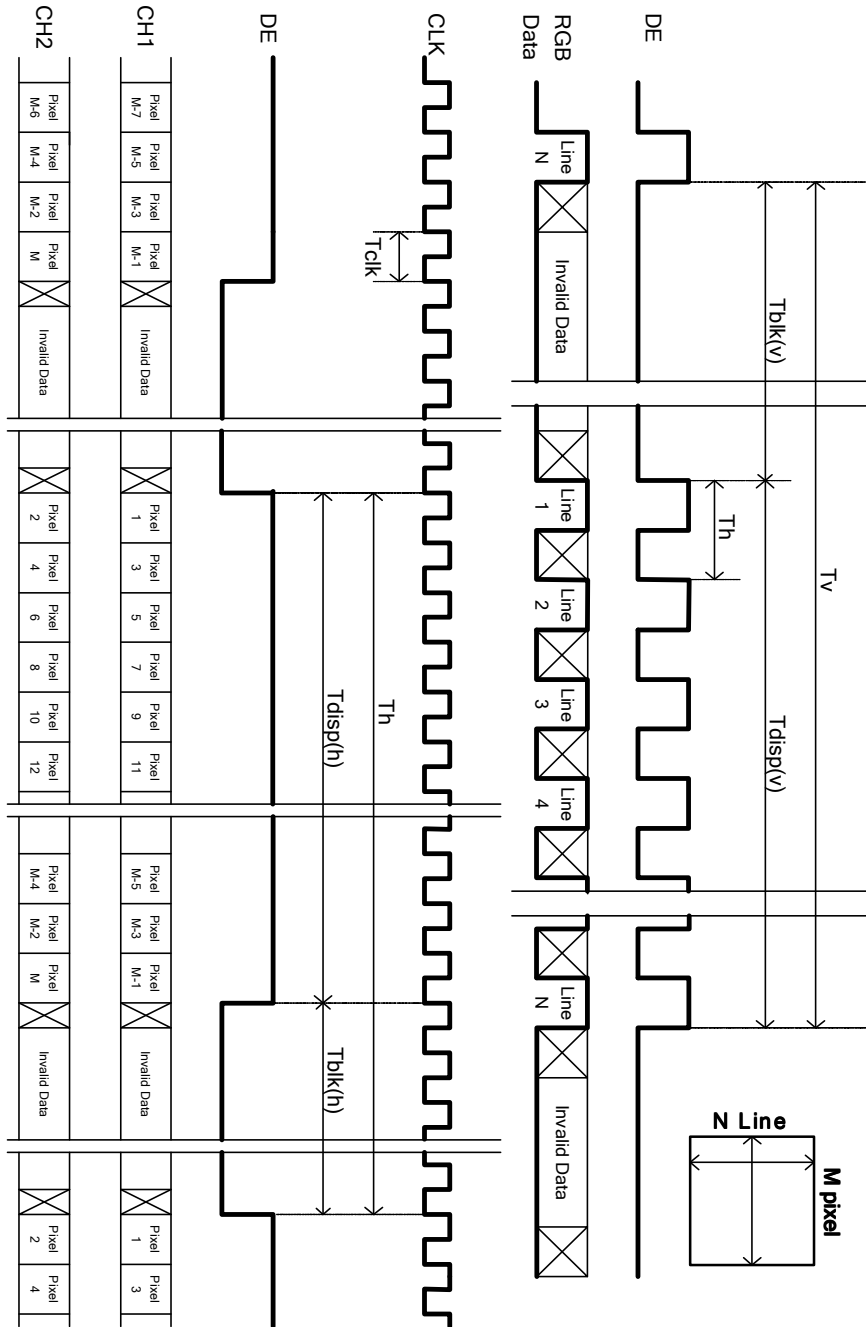 Tv
Tblk(v)
Tdisp(v)
Th
DE
RGB
Data
Line
N
Invalid Data
Line
1
Line
2
Line
3
Line
4
Line
N
Invalid Data
N Line
M pixel
CLK
Tclk
Th
Tdisp(h)
Tblk(h)
DE
CH1
Pixel
M-7
Pixel
M-5
Pixel
M-3
Pixel
M-1
Invalid Data
Pixel
1
Pixel
3
Pixel
5
Pixel
7
Pixel
9
Pixel
11
Pixel
M-5
Pixel
M-3
Pixel
M-1
Invalid Data
Pixel
1
Pixel
3
CH2
Pixel
M-6
Pixel
M-4
Pixel
M-2
Pixel
M
Invalid Data
Pixel
2
Pixel
4
Pixel
6
Pixel
8
Pixel
10
Pixel
12
Pixel
M-4
Pixel
M-2
Pixel
M
Invalid Data
Pixel
2
Pixel
4